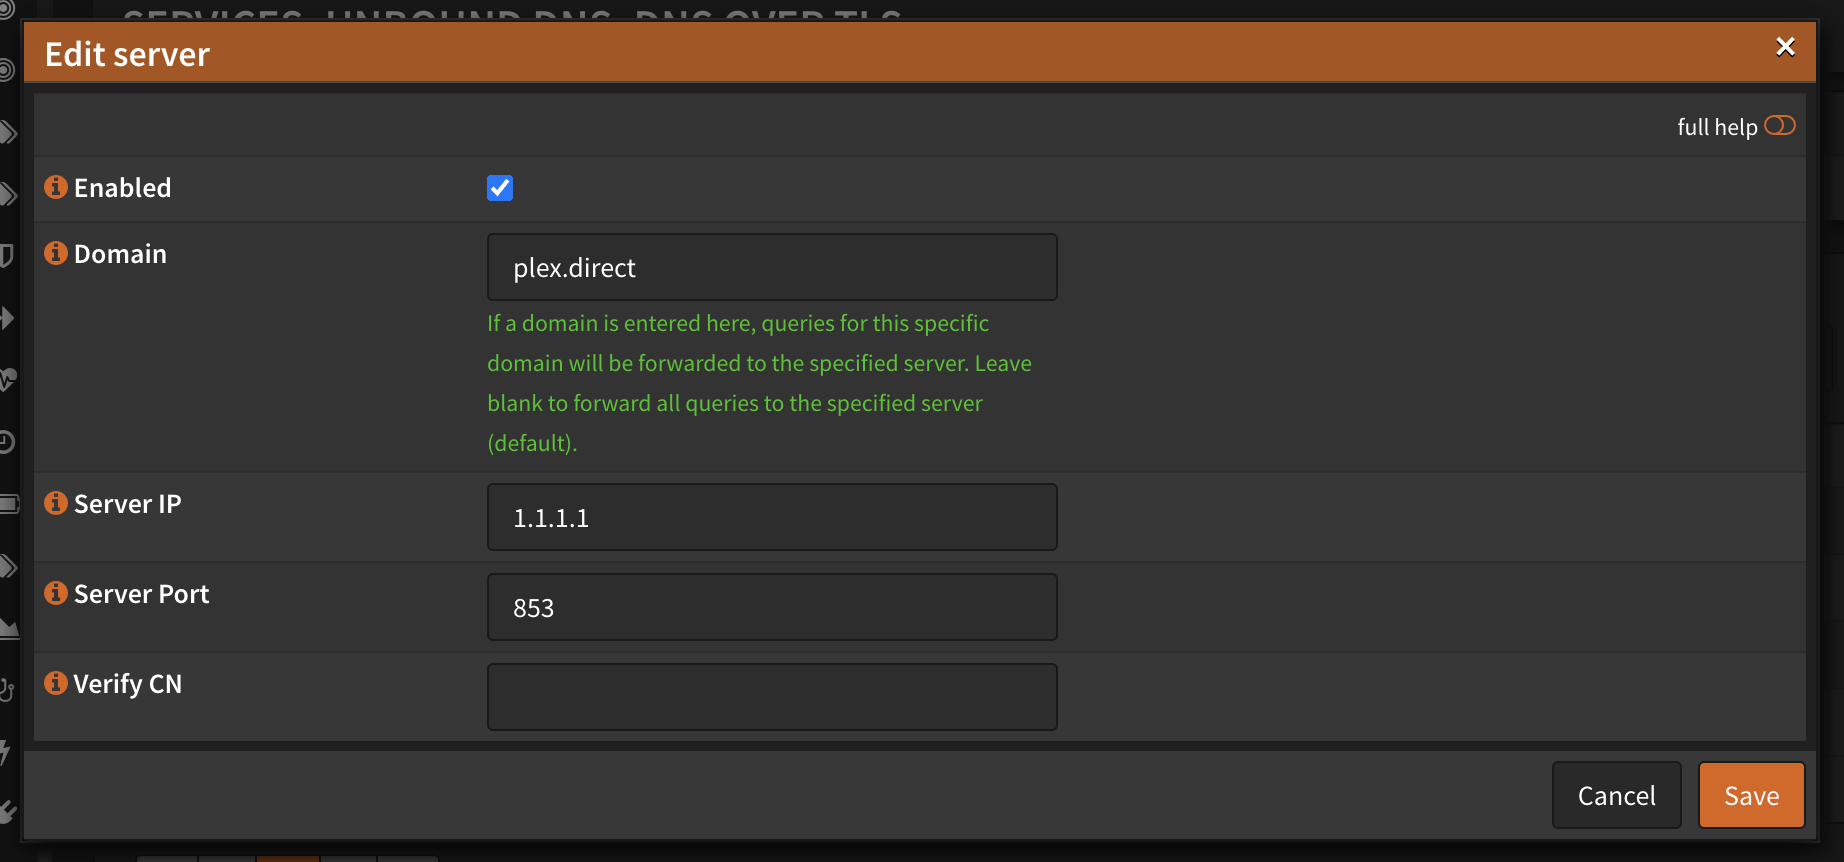 SERVICES: UNBOUND DNS: DNS OVER TLS
Edit server
full help
Enabled
Domain
plex.direct
If a domain is entered here, queries for this specific
domain will be forwarded to the specified server. Leave
blank to forward all queries to the specified server
(default).
Server IP
1.1.1.1
Server Port
853
Verify CN
Cancel
Save